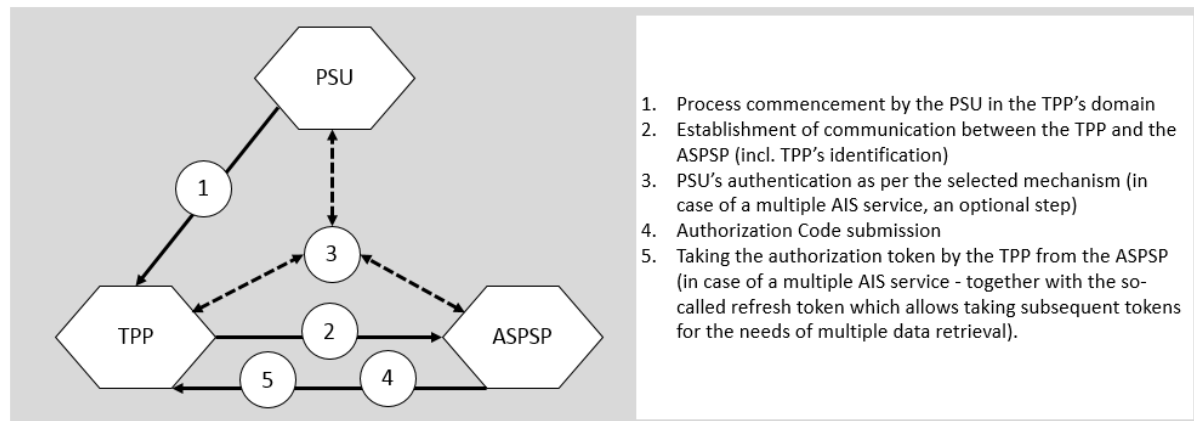 PSU
1
3
TPP
2
ASPSP
5
4
1. Process commencement by the PSU in the TPP's domain
2. Establishment of communication between the TPP and the
ASPSP (incl. TPP's identification)
3. PSU's authentication as per the selected mechanism (in
case of a multiple AIS service, an optional step)
4. Authorization Code submission
5. Taking the authorization token by the TPP from the ASPSP
(in case of a multiple AIS service - together with the so-
called refresh token which allows taking subsequent tokens
for the needs of multiple data retrieval).